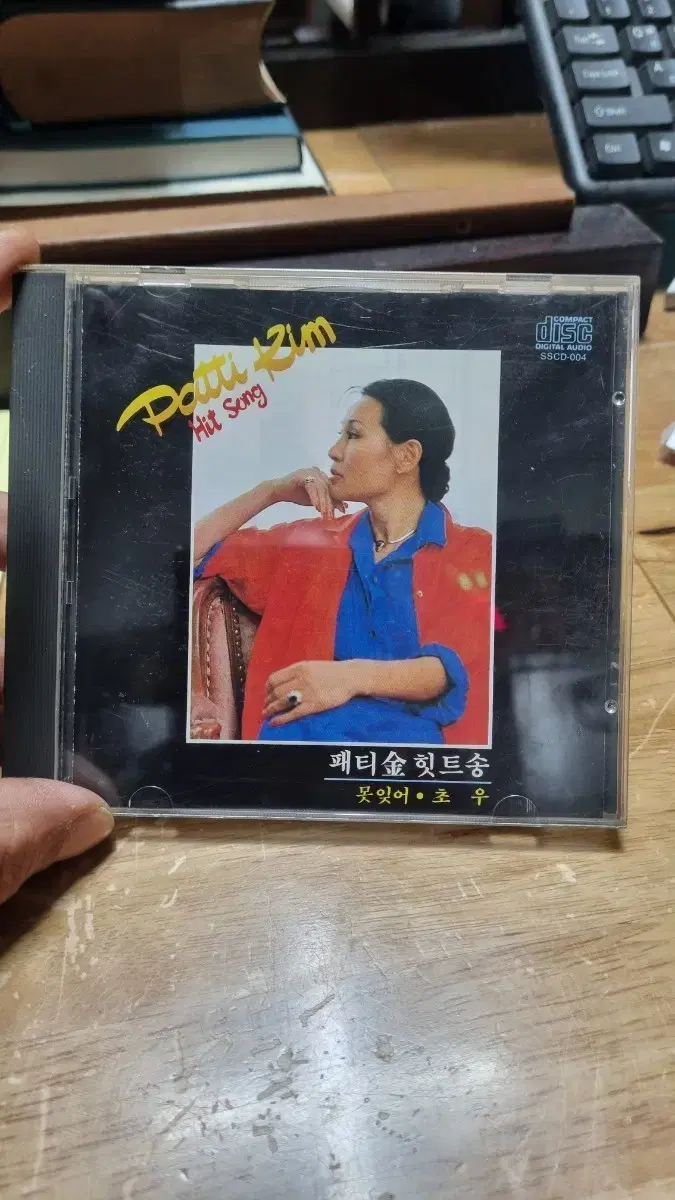 COMPACT
disc
DIGITAL AUDIO
SSCD-004
Patti Kim
Hit Song
패티金 힛트송
못잊어 • 초 우